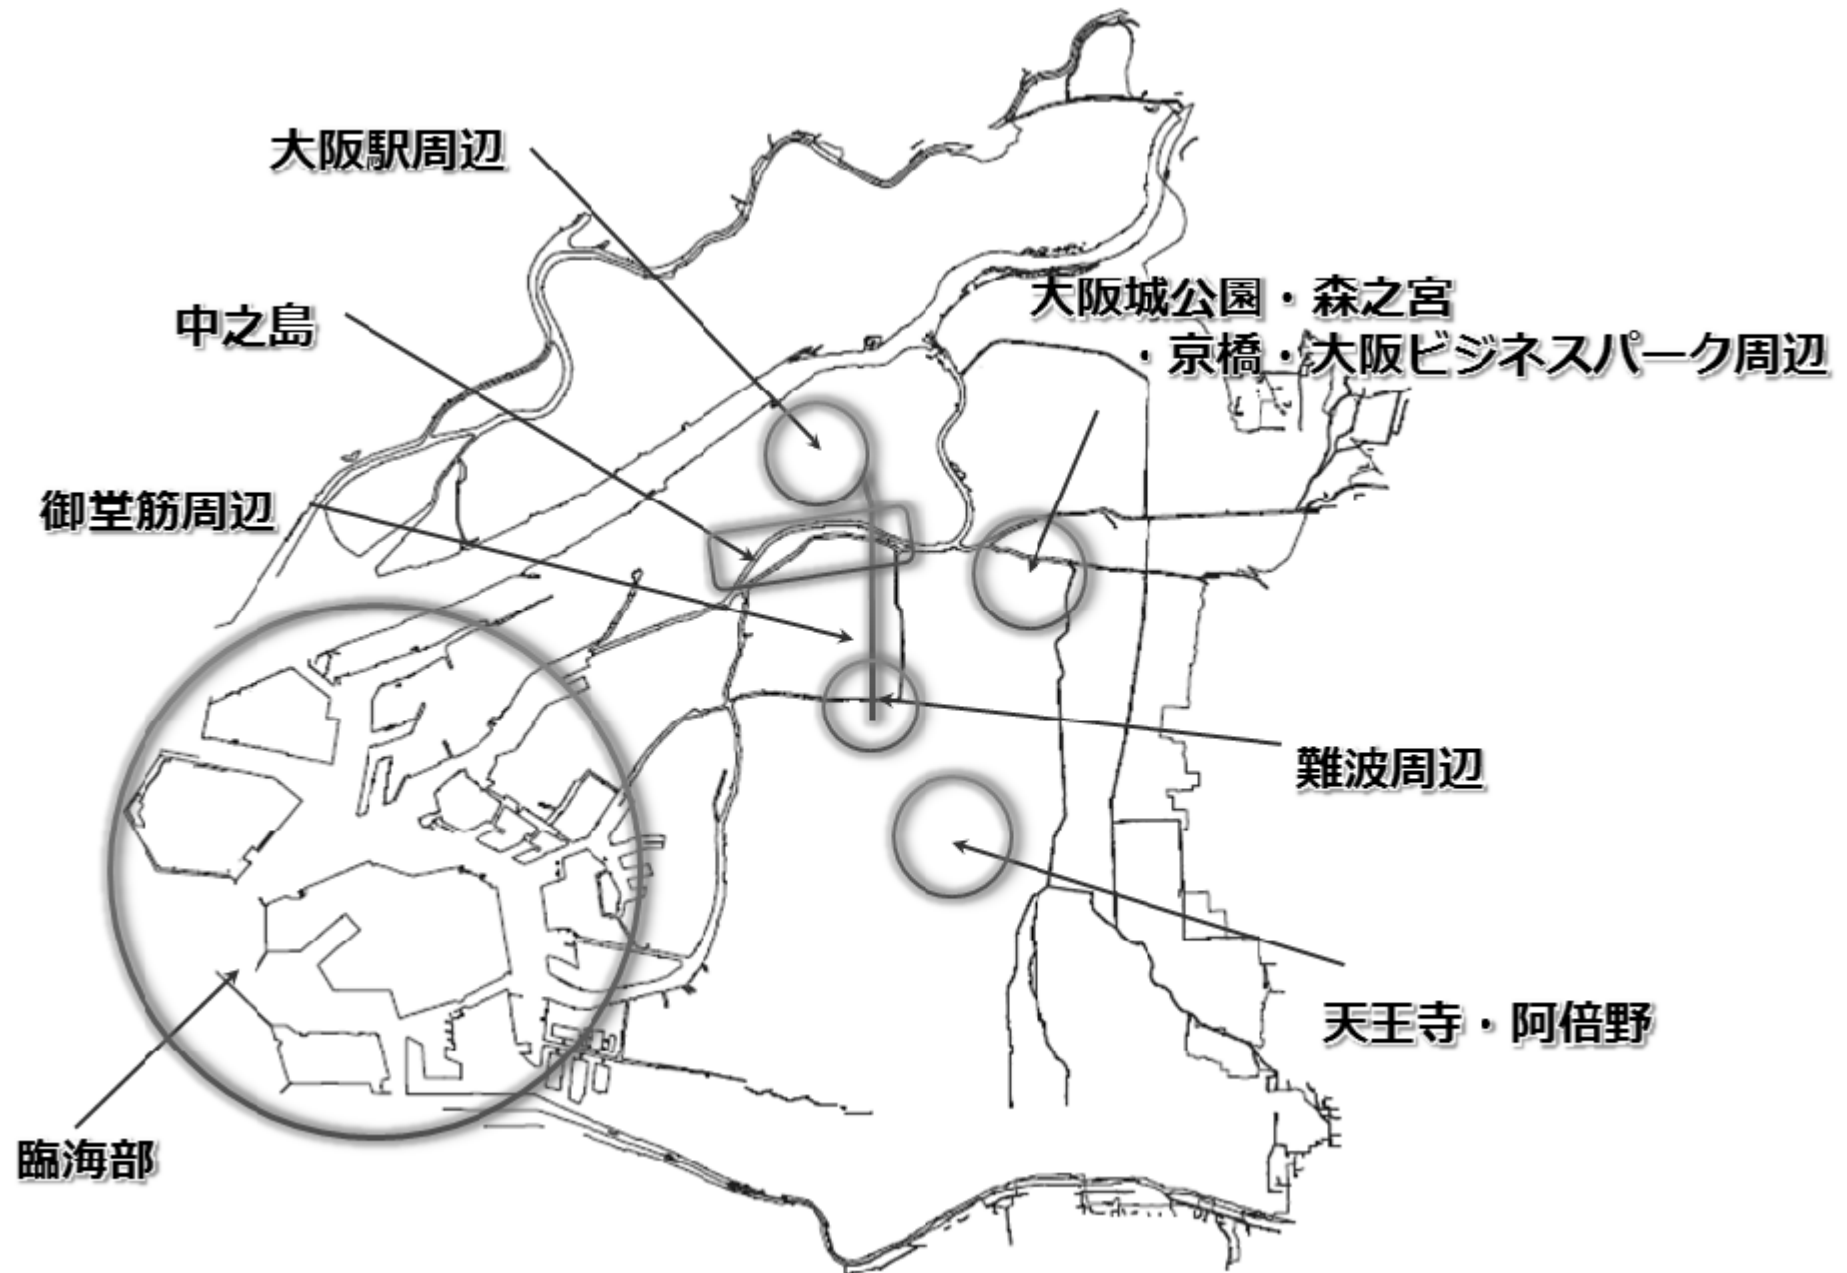 大阪駅周辺
中之島
大阪城公園・森之宮
・京橋・大阪ビジネスパーク周辺
御堂筋周辺
難波周辺
天王寺・阿倍野
臨海部